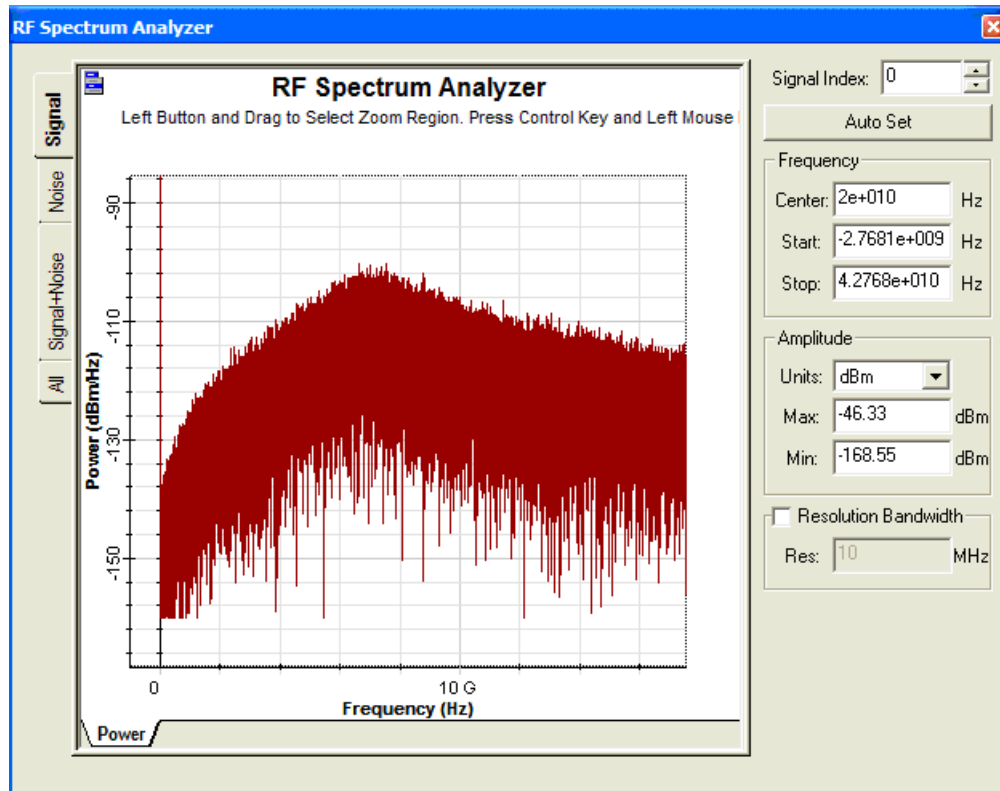 RF Spectrum Analyzer
Signal
Noise
Signal+Noise
All
RF Spectrum Analyzer
Left Button and Drag to Select Zoom Region. Press Control Key and Left Mouse
Power (dBm/Hz)
-90
-110
-130
-150
0
10 G
Frequency (Hz)
Power
Signal Index: 0
Auto Set
Frequency
Center: 2e+010 Hz
Start: -2.7681e+009 Hz
Stop: 4.2768e+010 Hz
Amplitude
Units: dBm
Max: -46.33 dBm
Min: -168.55 dBm
Resolution Bandwidth
Res: 10 MHz